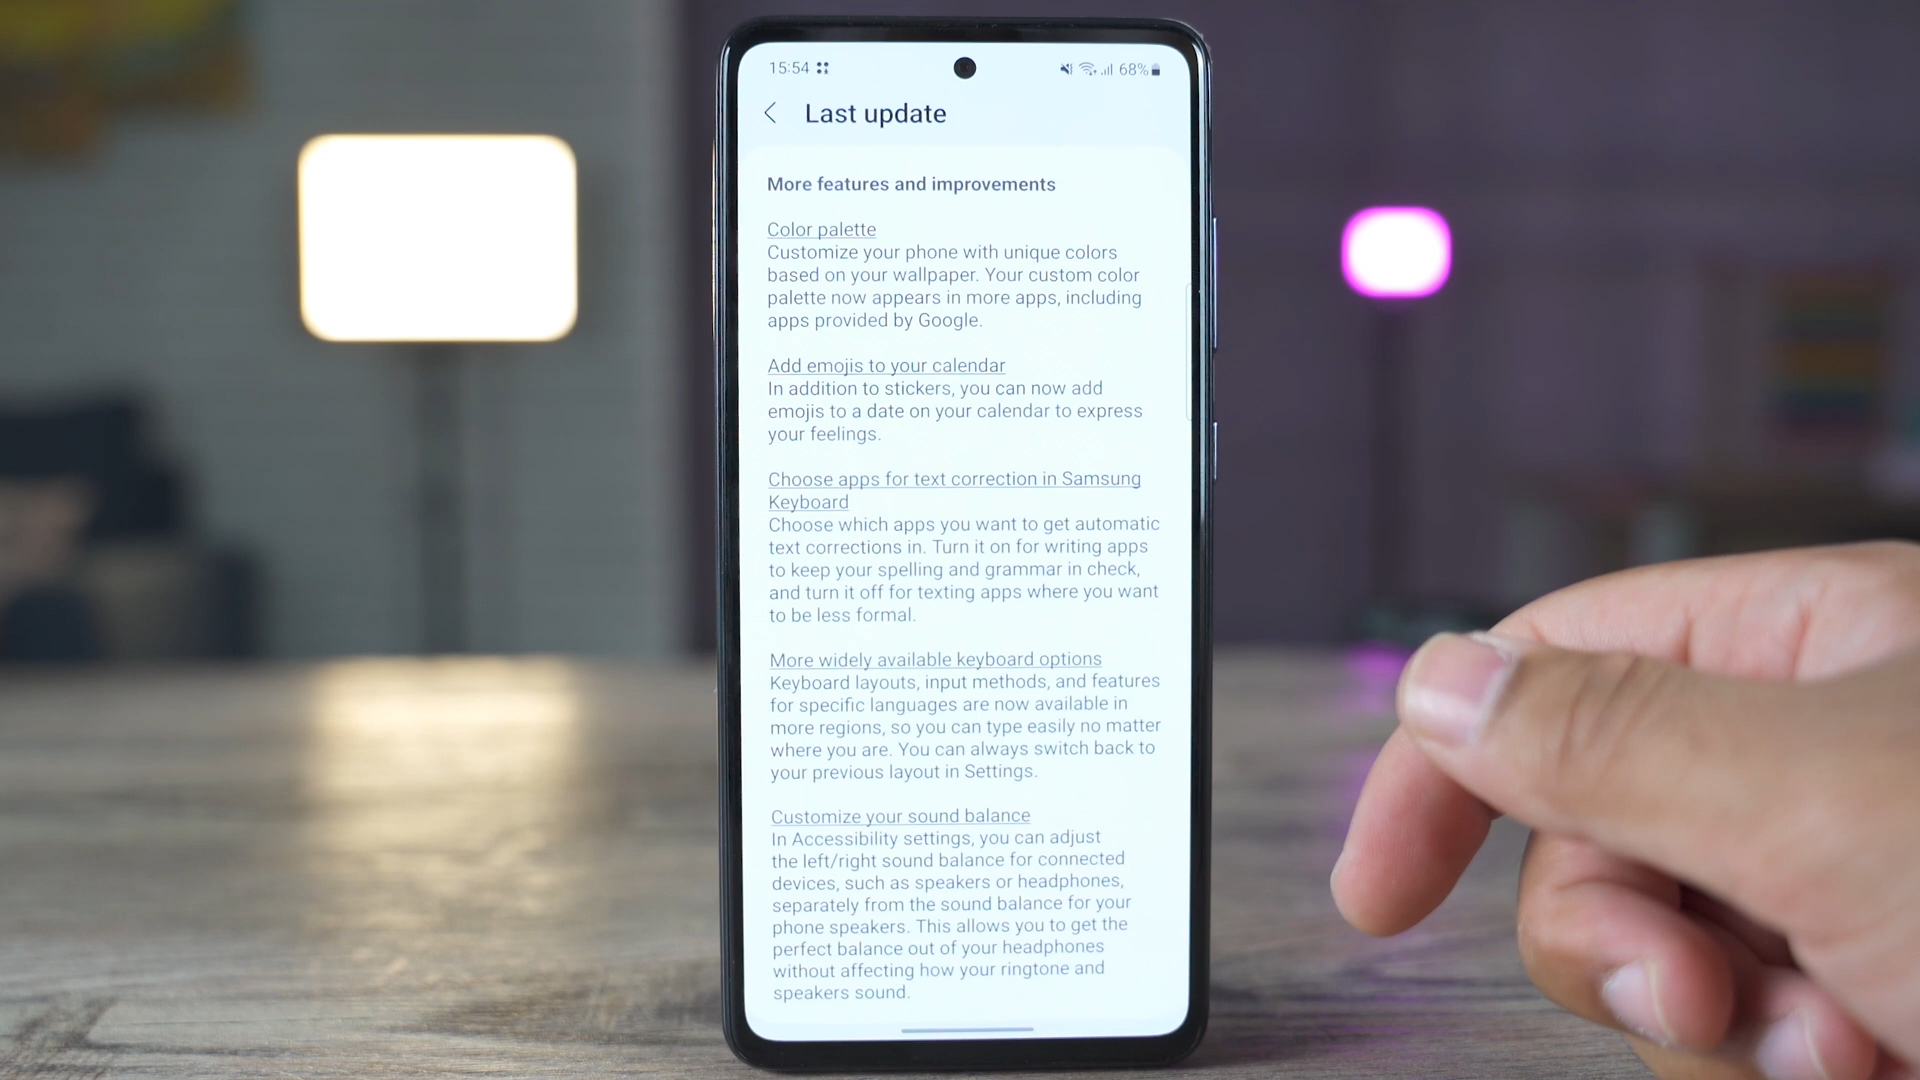 15:54 68%
Last update
More features and improvements
Color palette
Customize your phone with unique colors
based on your wallpaper. Your custom color
palette now appears in more apps, including
apps provided by Google.
Add emojis to your calendar
In addition to stickers, you can now add
emojis to a date on your calendar to express
your feelings.
Choose apps for text correction in Samsung
Keyboard
Choose which apps you want to get automatic
text corrections in. Turn it on for writing apps
to keep your spelling and grammar in check,
and turn it off for texting apps where you want
to be less formal.
More widely available keyboard options
Keyboard layouts, input methods, and features
for specific languages are now available in
more regions, so you can type easily no matter
where you are. You can always switch back to
your previous layout in Settings.
Customize your sound balance
In Accessibility settings, you can adjust
the left/right sound balance for connected
devices, such as speakers or headphones,
separately from the sound balance for your
phone speakers. This allows you to get the
perfect balance out of your headphones
without affecting how your ringtone and
speakers sound.